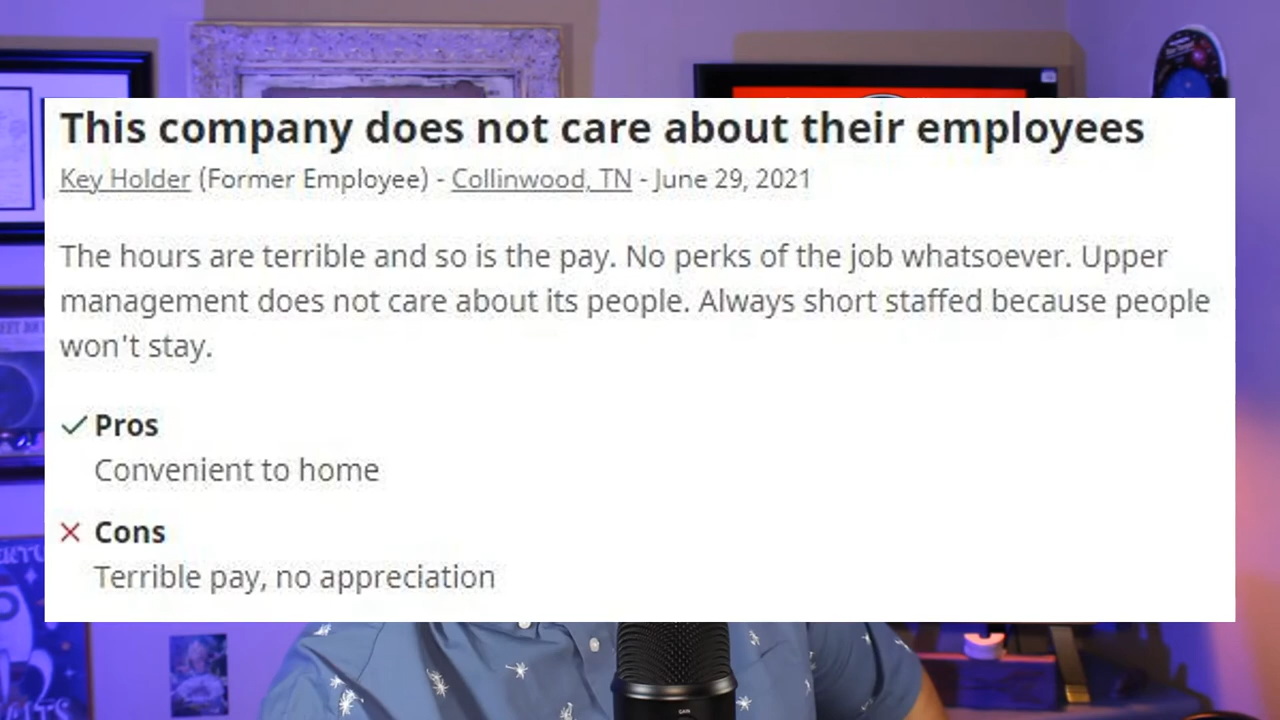 This company does not care about their employees
Key Holder (Former Employee) - Collinwood, TN - June 29, 2021
The hours are terrible and so is the pay. No perks of the job whatsoever. Upper
management does not care about its people. Always short staffed because people
won't stay.
Pros
Convenient to home
Cons
Terrible pay, no appreciation
GAIN